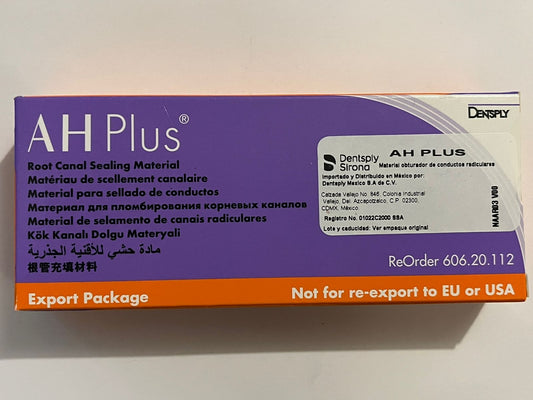 AH Plus®
Root Canal Sealing Material
Matériau de scellement canalaire
Material para sellado de conductos
Материал для пломбирования корневых каналов
Material de selamento de canais radiculares
Kök Kanalı Dolgu Materyali
مادة حشي للأقنية الجذرية
根管充填材料
Export Package
DENTSPLY
Dentsply
Sirona
AH PLUS
Material obturador de conductos radiculares
Importado y Distribuido en México por:
Dentsply Mexico S.A de C.V.
Calzada Vallejo No. 846, Colonia Industrial
Vallejo, Del. Azcapotzalco, C.P. 02300,
CDMX, México.
Registro No. 01022C2000 SSA
Lote y caducidad: Ver empaque original
NAAR03 V00
ReOrder 606.20.112
Not for re-export to EU or USA